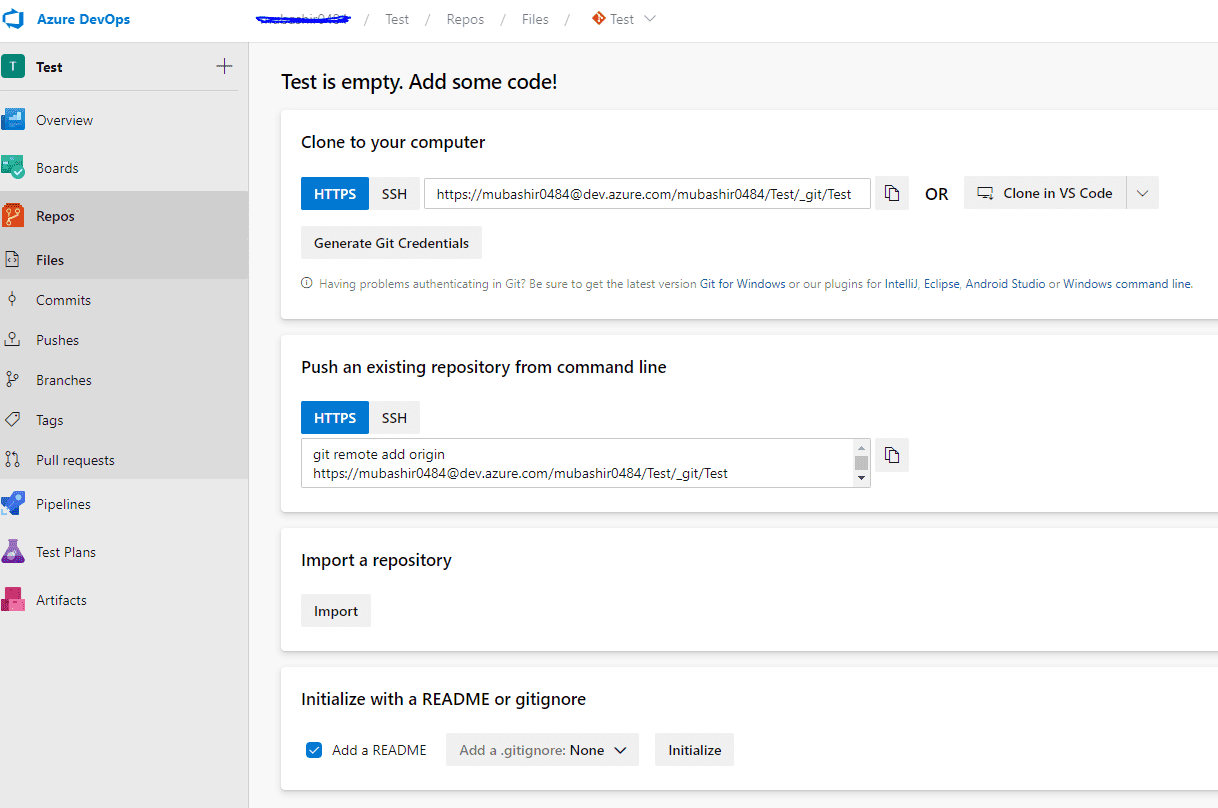 Azure DevOps
/ Test / Repos / Files / Test
T Test
Overview
Boards
Repos
Files
Commits
Pushes
Branches
Tags
Pull requests
Pipelines
Test Plans
Artifacts
Test is empty. Add some code!
Clone to your computer
HTTPS SSH https://mubashir0484@dev.azure.com/mubashir0484/Test/_git/Test OR Clone in VS Code
Generate Git Credentials
Having problems authenticating in Git? Be sure to get the latest version Git for Windows or our plugins for IntelliJ, Eclipse, Android Studio or Windows command line.
Push an existing repository from command line
HTTPS SSH
git remote add origin
https://mubashir0484@dev.azure.com/mubashir0484/Test/_git/Test
Import a repository
Import
Initialize with a README or gitignore
Add a README Add a .gitignore: None Initialize